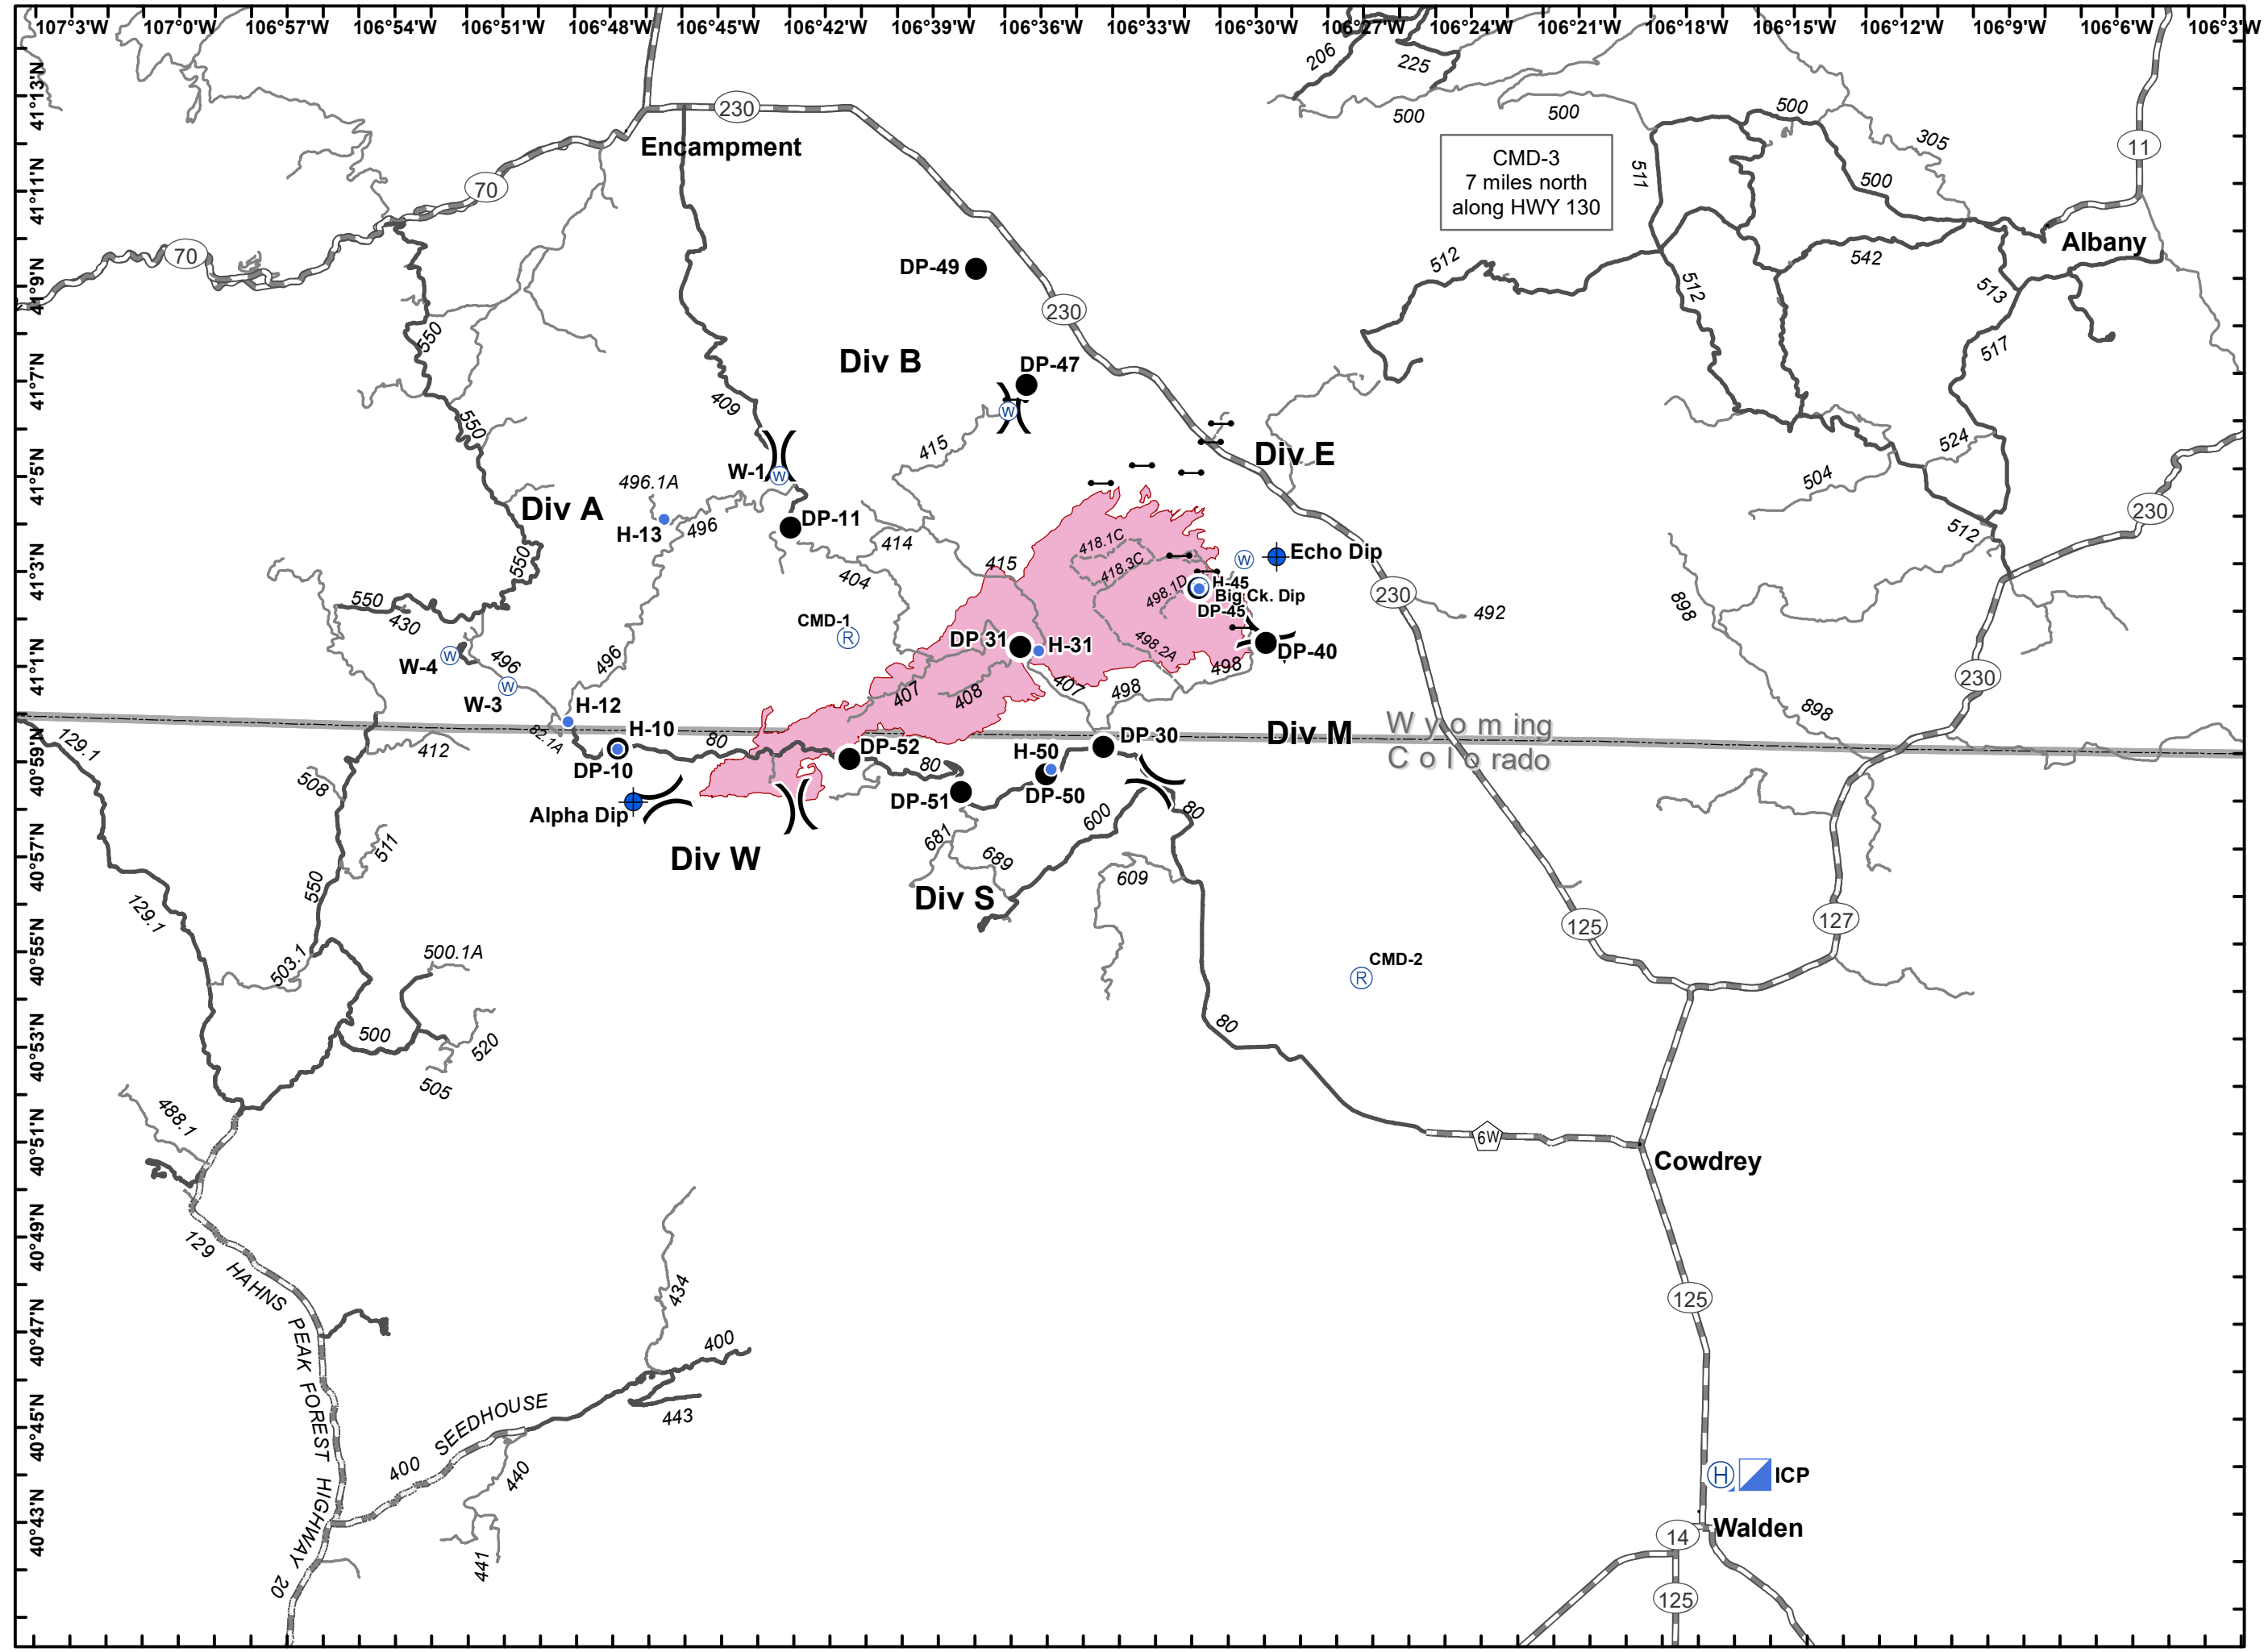 107°3'W 107°0'W 106°57'W 106°54'W 106°51'W 106°48'W 106°45'W 106°42'W 106°39'W 106°36'W 106°33'W 106°30'W 106°27'W 106°24'W 106°21'W 106°18'W 106°15'W 106°12'W 106°9'W 106°6'W 106°3'W
41°13'N
41°11'N
41°9'N
41°7'N
41°5'N
41°3'N
41°1'N
40°59'N
40°57'N
40°55'N
40°53'N
40°51'N
40°49'N
40°47'N
40°45'N
40°43'N
206
225
230
500
500
500
305
11
Encampment
CMD-3
7 miles north
along HWY 130
511
500
70
70
Albany
512
542
DP-49
512
513
230
550
Div B
517
DP-47
409
W
550
415
Div E
524
W-1
W
504
496.1A
Div A
230
H-13
496
DP-11
512
414
418.1C
550
415
418.3C
W
Echo Dip
404
498.1D
H-45
Big Ck. Dip
DP-45
550
430
230
492
898
CMD-1
R
DP 31
H-31
DP-40
W
W-4
496
496
498.2A
498
W
W-3
407
408
407
498
230
H-12
H-10
82.1A
898
129.1
412
80
DP-52
DP-30
Div M
Wyoming
Colorado
DP-10
H-50
80
508
Alpha Dip
DP-51
DP-50
600
80
681
511
Div W
689
609
550
Div S
129.1
125
127
503.1
500.1A
CMD-2
R
500
520
80
505
488.1
6W
Cowdrey
129
HAHNS PEAK FOREST HIGHWAY
434
125
400
443
SEEDHOUSE
400
440
H
ICP
441
14
Walden
20
125